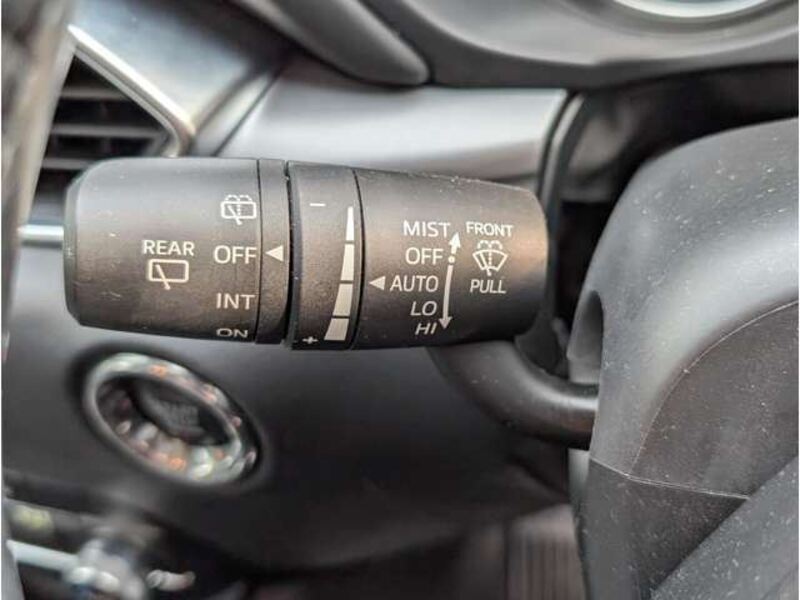 REAR
OFF
INT
ON
−
+
MIST
OFF
AUTO
LO
HI
FRONT
PULL